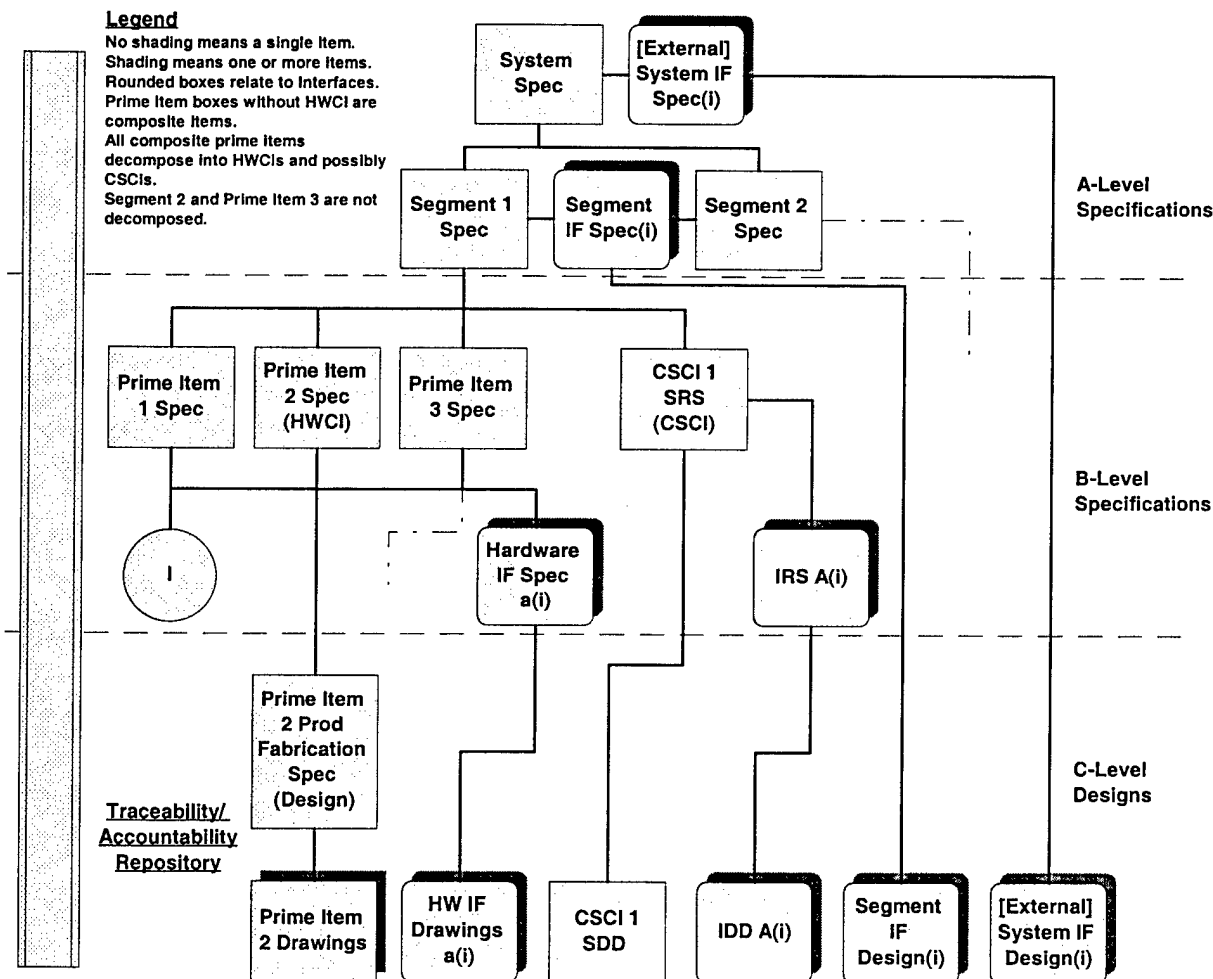 Legend
No shading means a single item.
Shading means one or more items.
Rounded boxes relate to Interfaces.
Prime Item boxes without HWCI are
composite items.
All composite prime items
decompose into HWCIs and possibly
CSCIs.
Segment 2 and Prime Item 3 are not
decomposed.
System
Spec
[External]
System IF
Spec(i)
Segment 1
Spec
Segment
IF Spec(i)
Segment 2
Spec
A-Level
Specifications
Prime Item
1 Spec
Prime Item
2 Spec
(HWCI)
Prime Item
3 Spec
CSCI 1
SRS
(CSCI)
B-Level
Specifications
I
Hardware
IF Spec
a(i)
IRS A(i)
Prime Item
2 Prod
Fabrication
Spec
(Design)
C-Level
Designs
Traceability/
Accountability
Repository
Prime Item
2 Drawings
HW IF
Drawings
a(i)
CSCI 1
SDD
IDD A(i)
Segment
IF
Design(i)
[External]
System IF
Design(i)